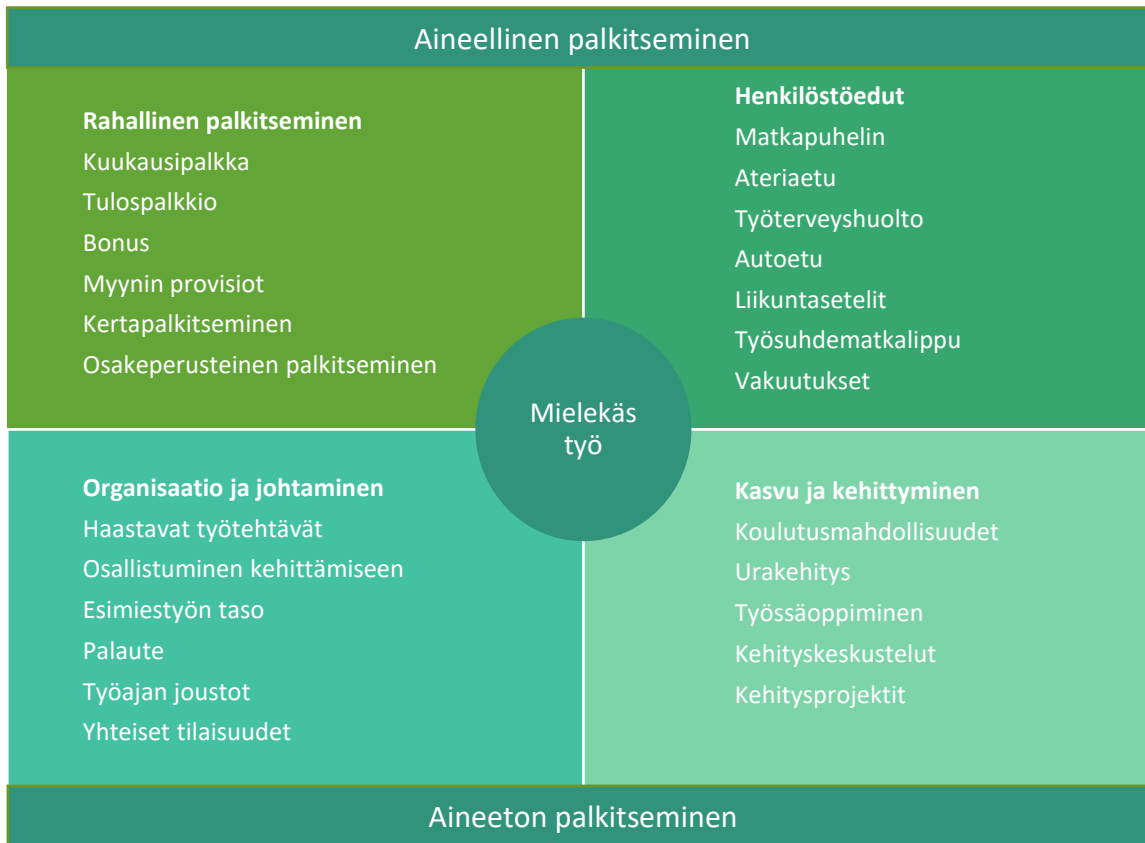 Aineellinen palkitseminen
Rahallinen palkitseminen
Kuukausipalkka
Tulospalkkio
Bonus
Myynin provisiot
Kertapalkitseminen
Osakeperusteinen palkitseminen
Henkilöstöedut
Matkapuhelin
Ateriaetu
Työterveyshuolto
Autoetu
Liikuntasetelit
Työsuhdematkalippu
Vakuutukset
Mielekäs
työ
Organisaatio ja johtaminen
Haastavat työtehtävät
Osallistuminen kehittämiseen
Esimiestyön taso
Palaute
Työajan joustot
Yhteiset tilaisuudet
Kasvu ja kehittyminen
Koulutusmahdollisuudet
Urakehitys
Työssäoppiminen
Kehityskeskustelut
Kehitysprojektit
Aineeton palkitseminen